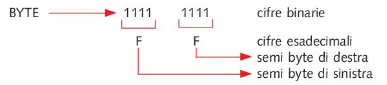 BYTE 1111 1111 cifre binarie
F F cifre esadecimali
semi byte di destra
semi byte di sinistra